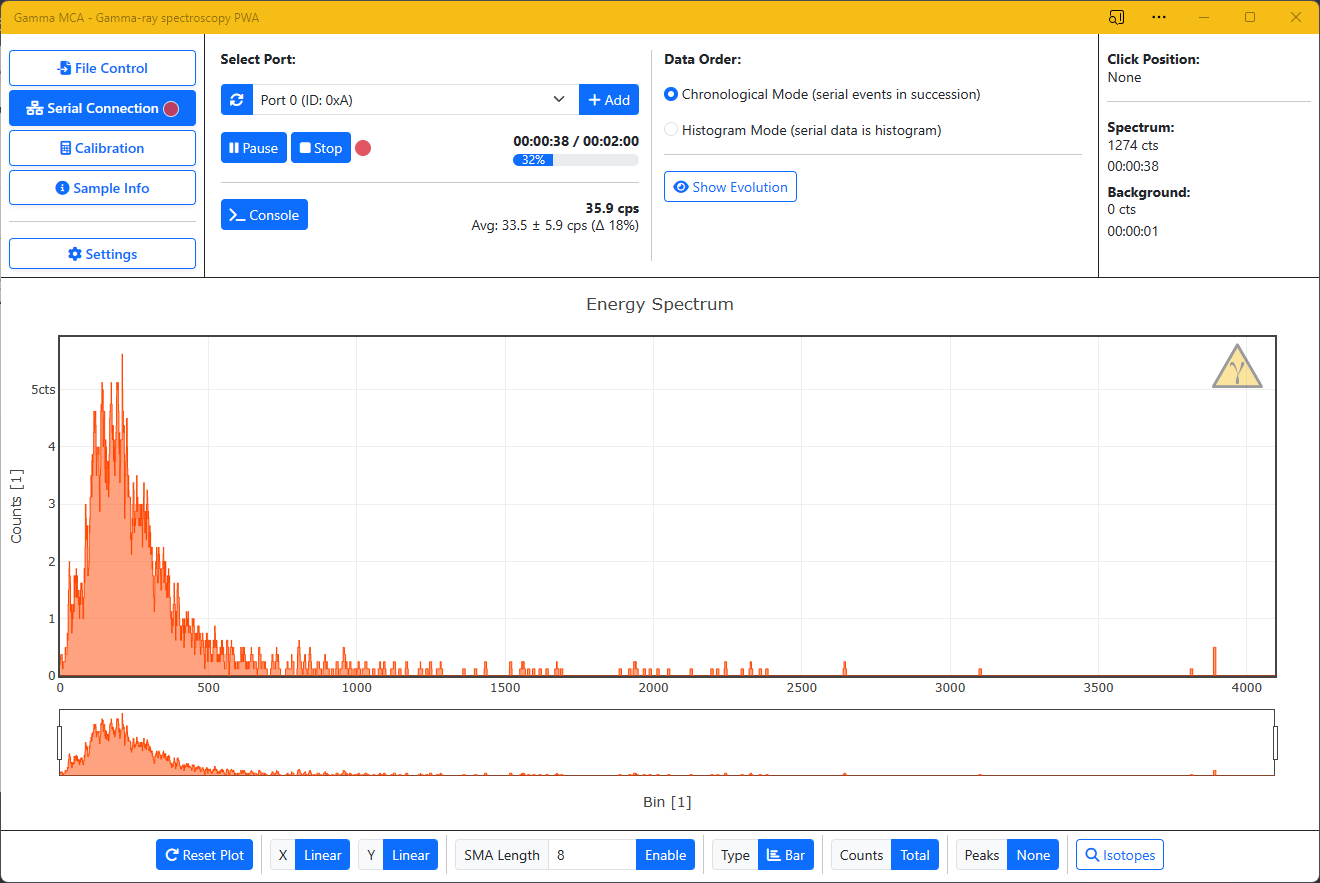 Gamma MCA - Gamma-ray spectroscopy PWA
File Control
Serial Connection
Calibration
Sample Info
Settings
Select Port:
Port 0 (ID: 0xA)
Add
Pause
Stop
00:00:38 / 00:02:00
32%
Console
35.9 cps
Avg: 33.5 ± 5.9 cps (Δ 18%)
Data Order:
Chronological Mode (serial events in succession)
Histogram Mode (serial data is histogram)
Show Evolution
Click Position:
None
Spectrum:
1274 cts
00:00:38
Background:
0 cts
00:00:01
Energy Spectrum
γ
Counts [1]
5cts
4
3
2
1
0
0 500 1000 1500 2000 2500 3000 3500 4000
Bin [1]
Reset Plot X Linear Y Linear SMA Length 8 Enable Type Bar Counts Total Peaks None Isotopes